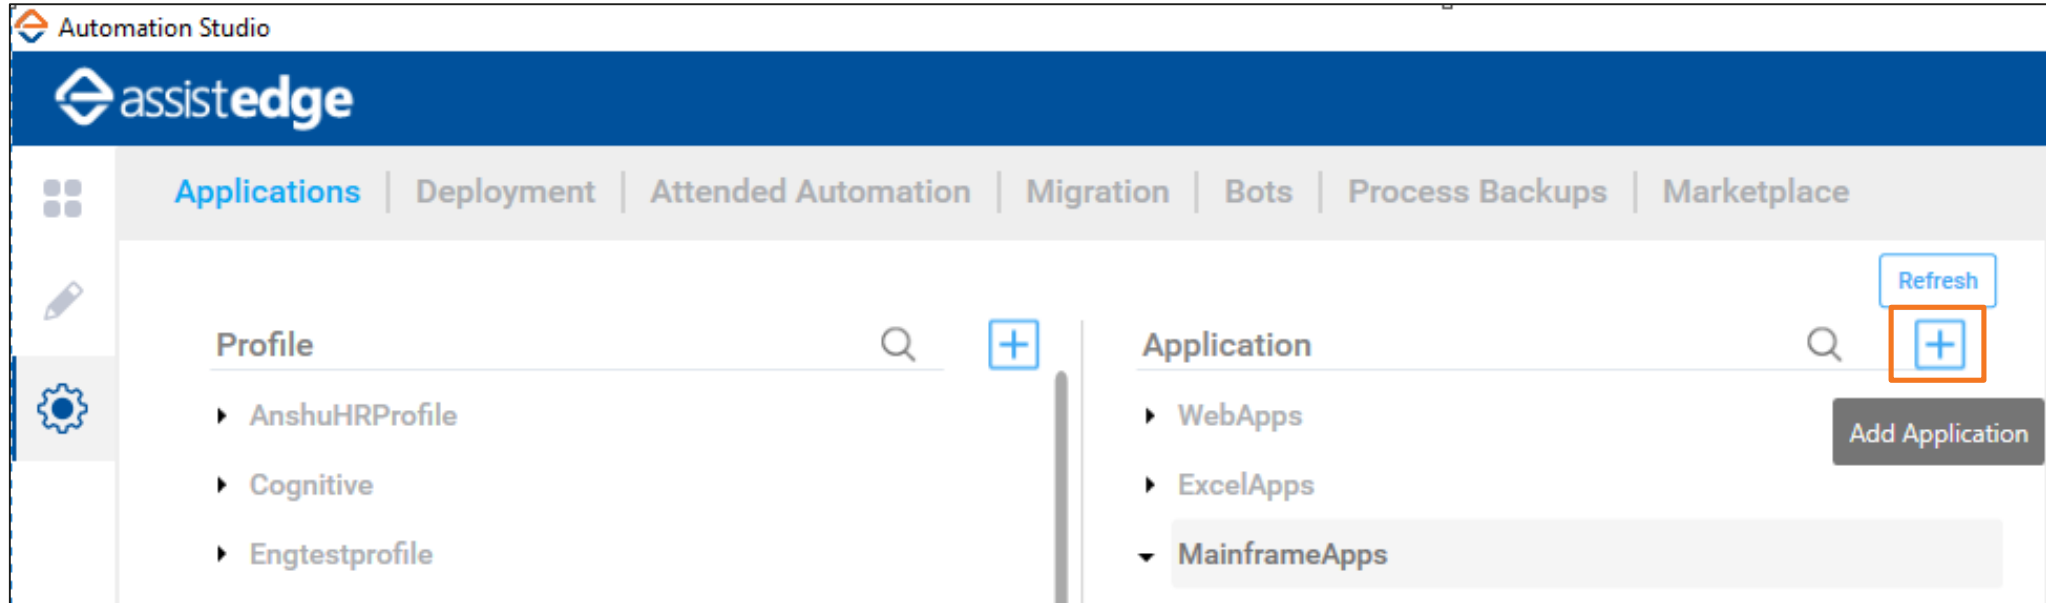 Automation Studio
assistedge
Applications | Deployment | Attended Automation | Migration | Bots | Process Backups | Marketplace
Refresh
Profile
AnshuHRProfile
Cognitive
Engtestprofile
Application
Add Application
WebApps
ExcelApps
MainframeApps